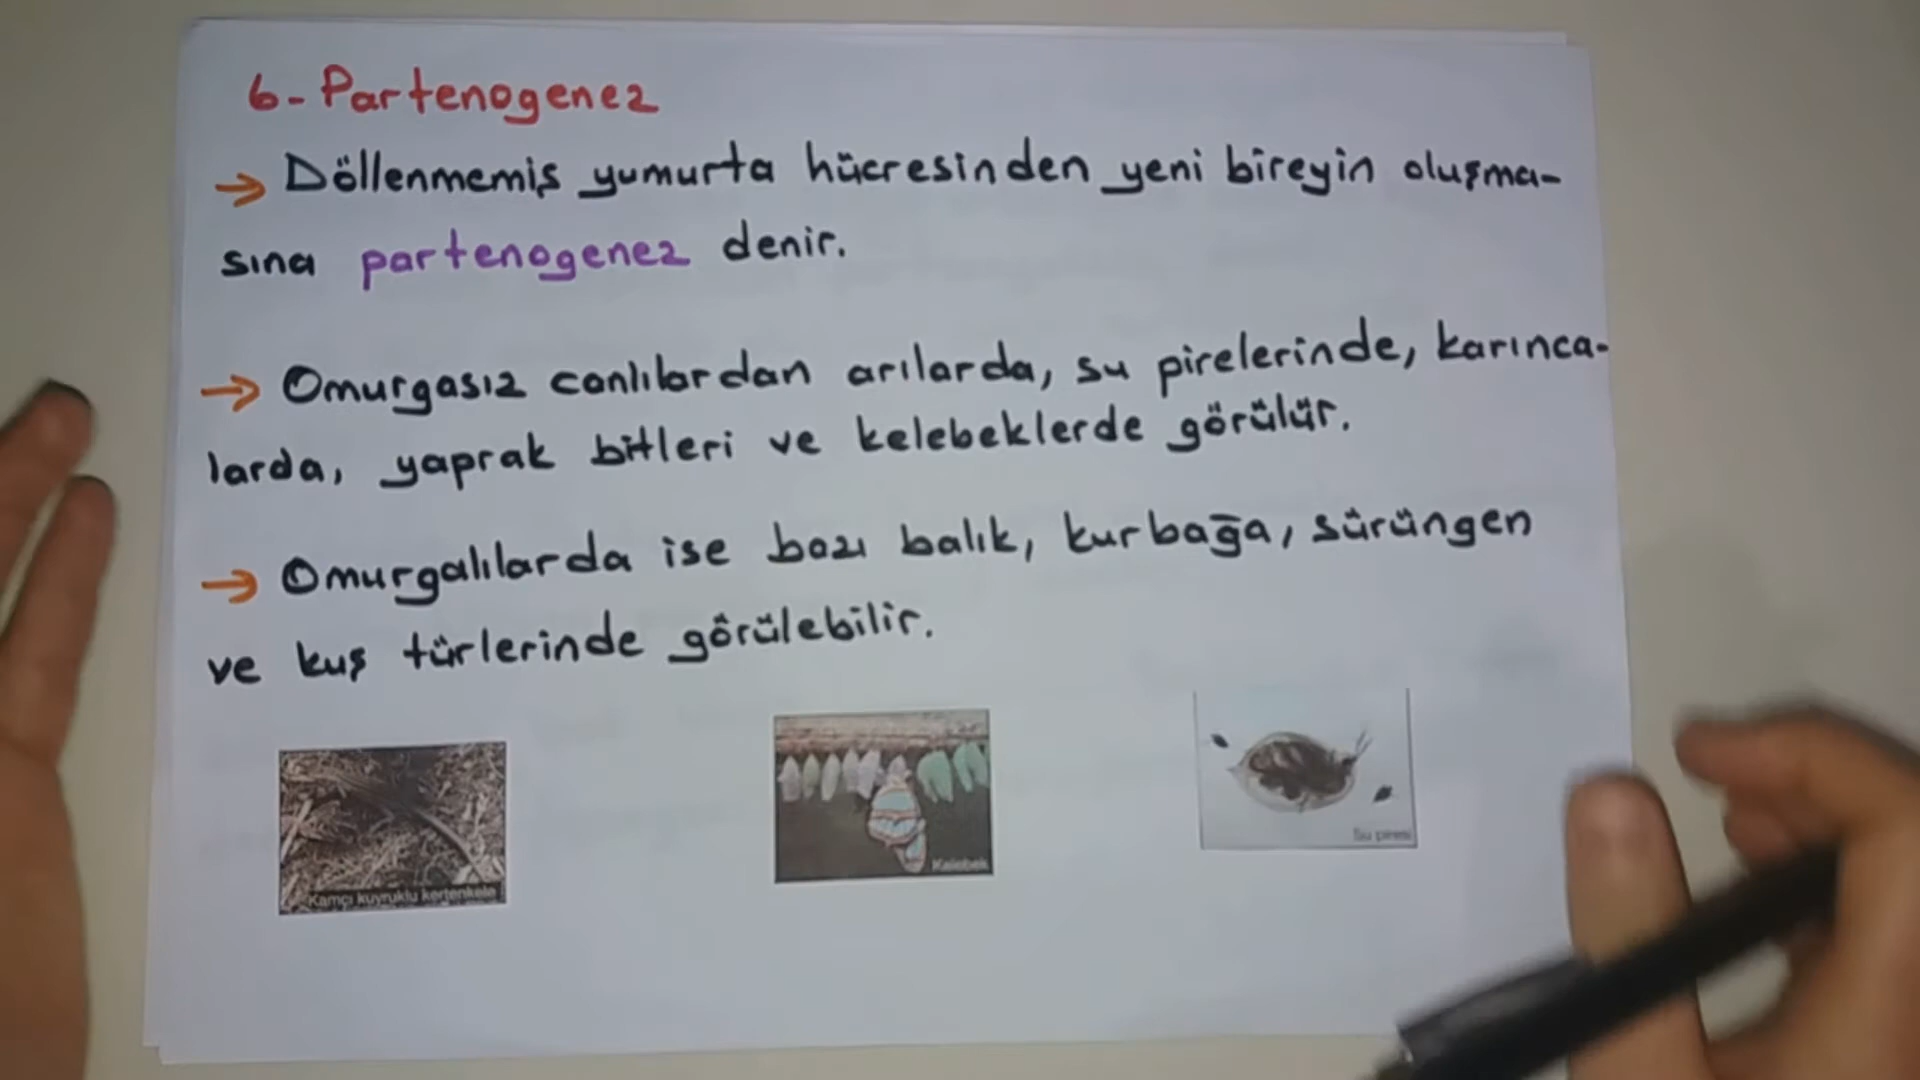 6- Partenogenez
→ Döllenmemiş yumurta hücresinden yeni bireyin oluşma-
sına partenogenez denir.
→ Omurgasız canlılardan arılarda, su pirelerinde, karınca-
larda, yaprak bitleri ve kelebeklerde görülür.
→ Omurgalılarda ise bazı balık, kurbağa, sürüngen
ve kuş türlerinde görülebilir.
Kamçı kuyruklu kertenkele
Kelebek
Su piresi